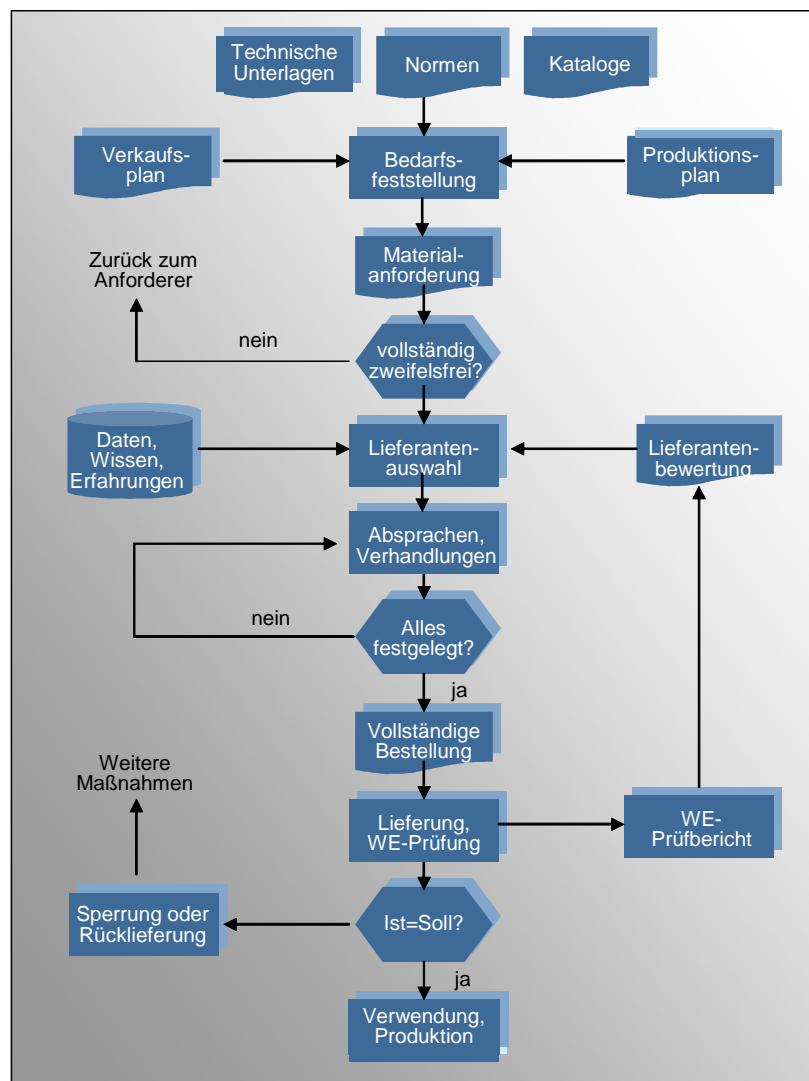 Technische
Unterlagen
Normen
Kataloge
Verkaufs-
plan
Bedarfs-
feststellung
Produktions-
plan
Material-
anforderung
Zurück zum
Anforderer
nein
vollständig
zweifelsfrei?
Daten,
Wissen,
Erfahrungen
Lieferanten-
auswahl
Lieferanten-
bewertung
Absprachen,
Verhandlungen
nein
Alles
festgelegt?
ja
Vollständige
Bestellung
Weitere
Maßnahmen
Lieferung,
WE-Prüfung
WE-
Prüfbericht
Sperrung oder
Rücklieferung
Ist=Soll?
ja
Verwendung,
Produktion